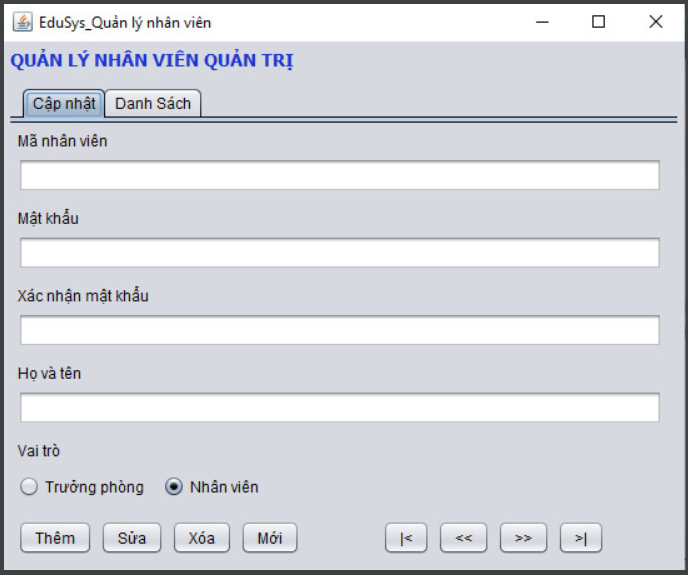 EduSys_Quản lý nhân viên
QUẢN LÝ NHÂN VIÊN QUẢN TRỊ
Cập nhật Danh Sách
Mã nhân viên
Mật khẩu
Xác nhận mật khẩu
Họ và tên
Vai trò
Trưởng phòng Nhân viên
Thêm Sửa Xóa Mới |< << >> >|